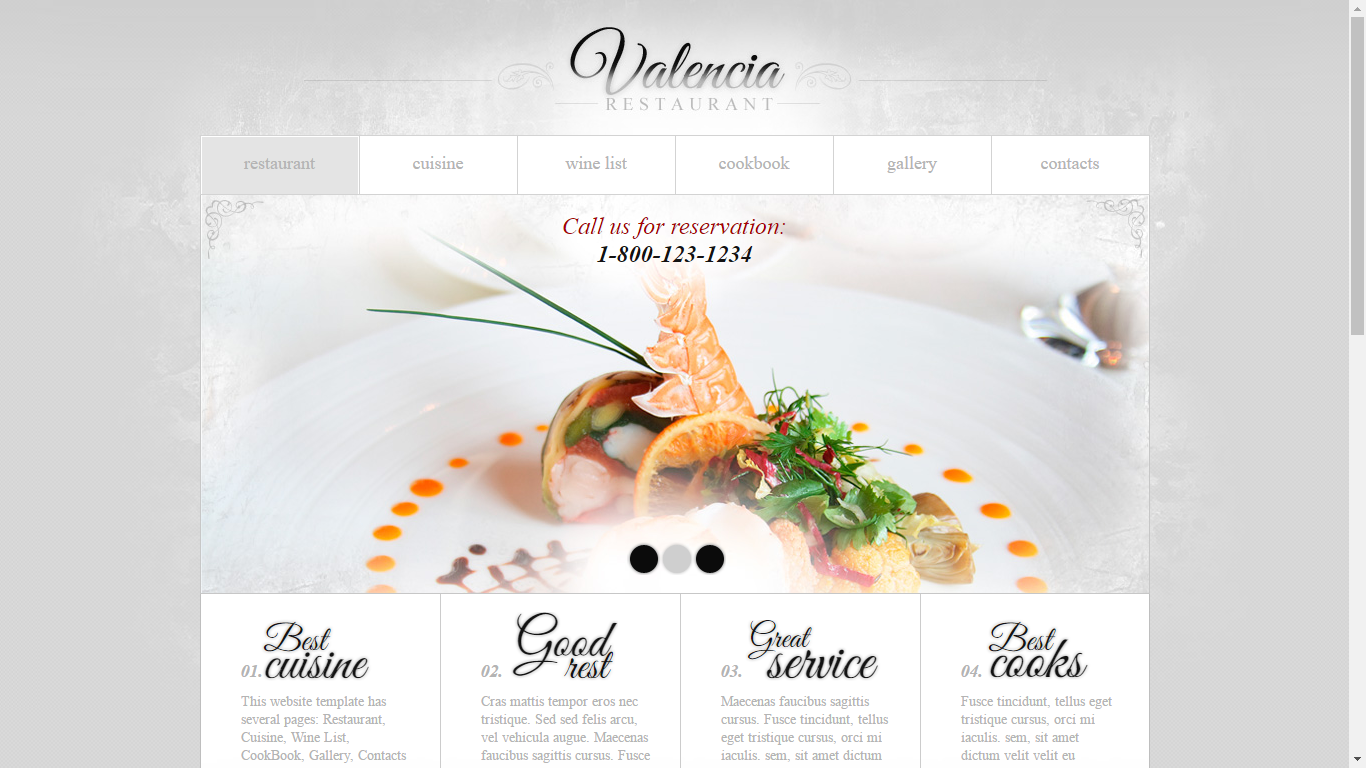 Valencia
RESTAURANT
restaurant
cuisine
wine list
cookbook
gallery
contacts
Call us for reservation:
1-800-123-1234
01. Best cuisine
This website template has
several pages: Restaurant,
Cuisine, Wine List,
CookBook, Gallery, Contacts
02. Good rest
Cras mattis tempor eros nec
tristique. Sed sed felis arcu,
vel vehicula augue. Maecenas
faucibus sagittis cursus. Fusce
03. Great service
Maecenas faucibus sagittis
cursus. Fusce tincidunt, tellus
eget tristique cursus, orci mi
iaculis. sem, sit amet dictum
04. Best cooks
Fusce tincidunt, tellus eget
tristique cursus, orci mi
iaculis. sem, sit amet
dictum velit velit eu